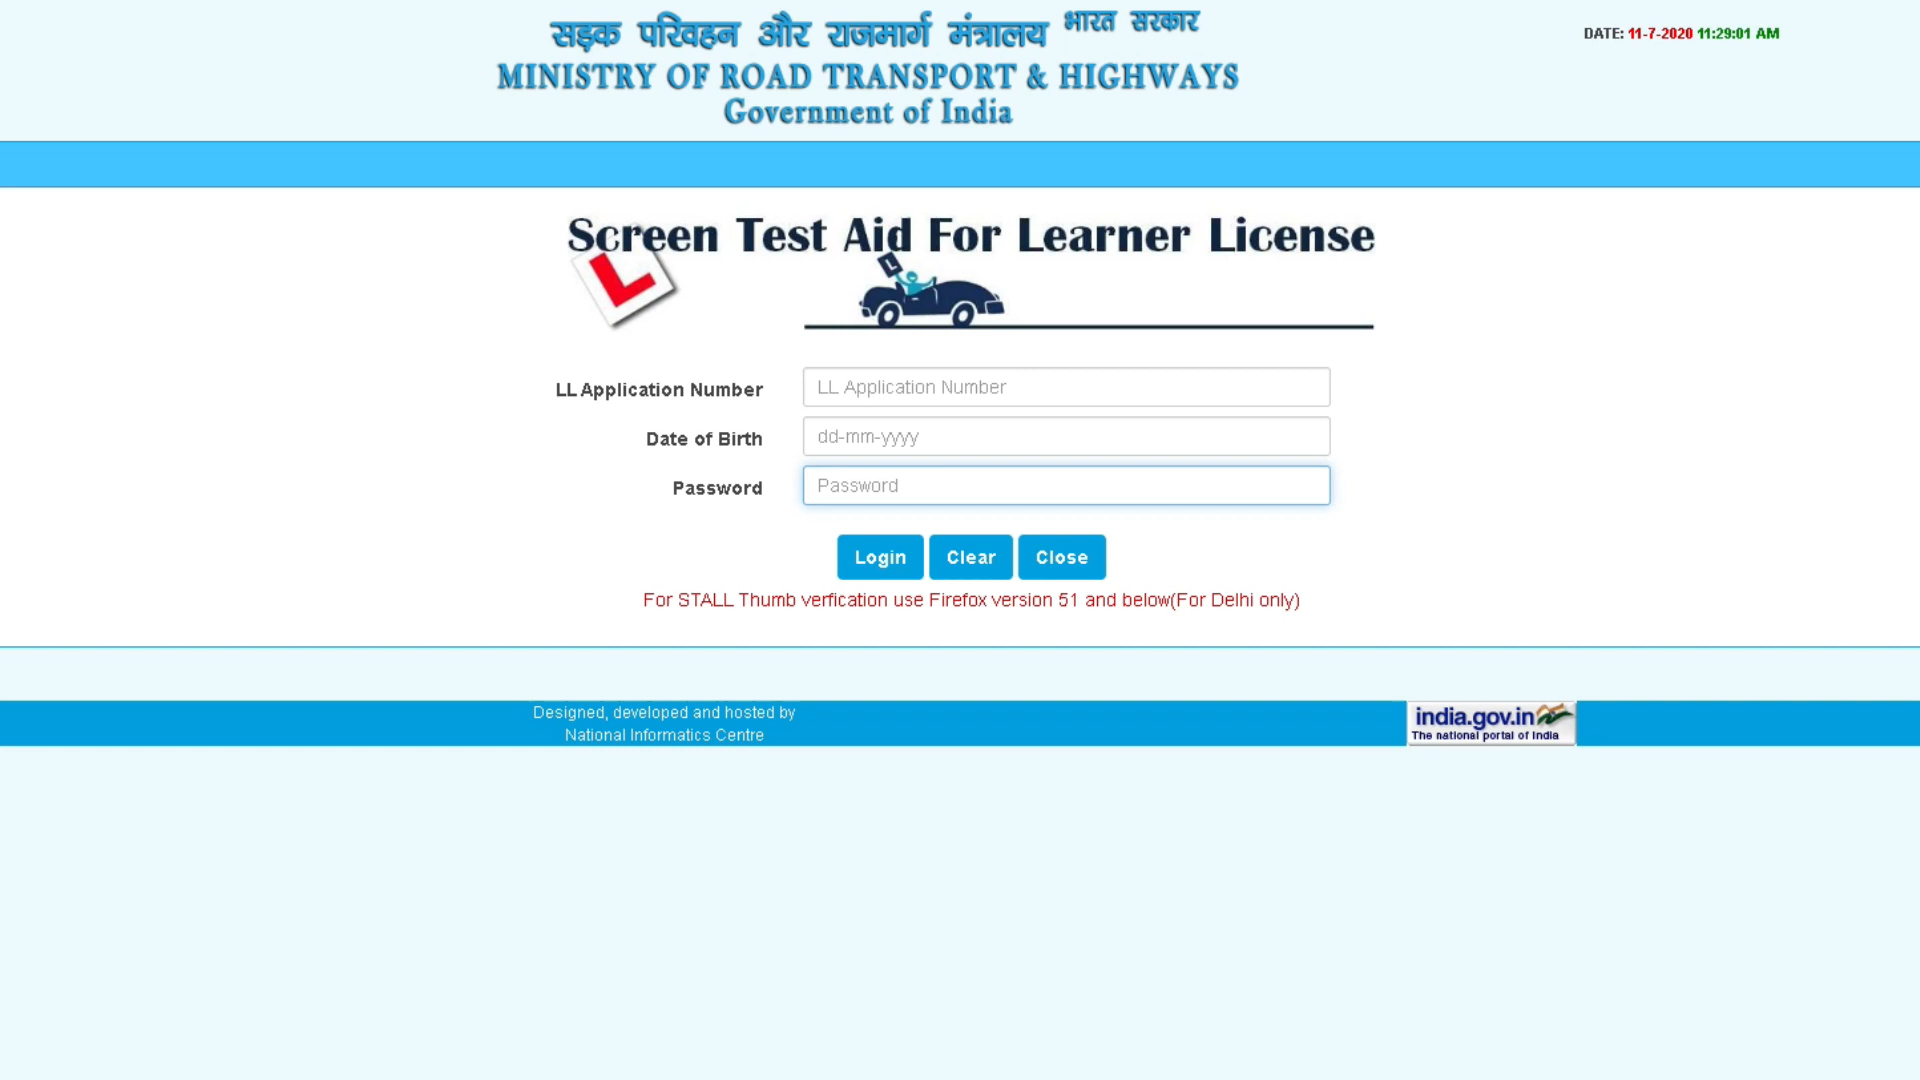 सड़क परिवहन और राजमार्ग मंत्रालय भारत सरकार
MINISTRY OF ROAD TRANSPORT & HIGHWAYS
Government of India
DATE: 11-7-2020 11:29:01 AM
Screen Test Aid For Learner License
L
L
LL Application Number
LL Application Number
Date of Birth
dd-mm-yyyy
Password
Password
Login Clear Close
For STALL Thumb verfication use Firefox version 51 and below(For Delhi only)
Designed, developed and hosted by
National Informatics Centre
india.gov.in
The national portal of India